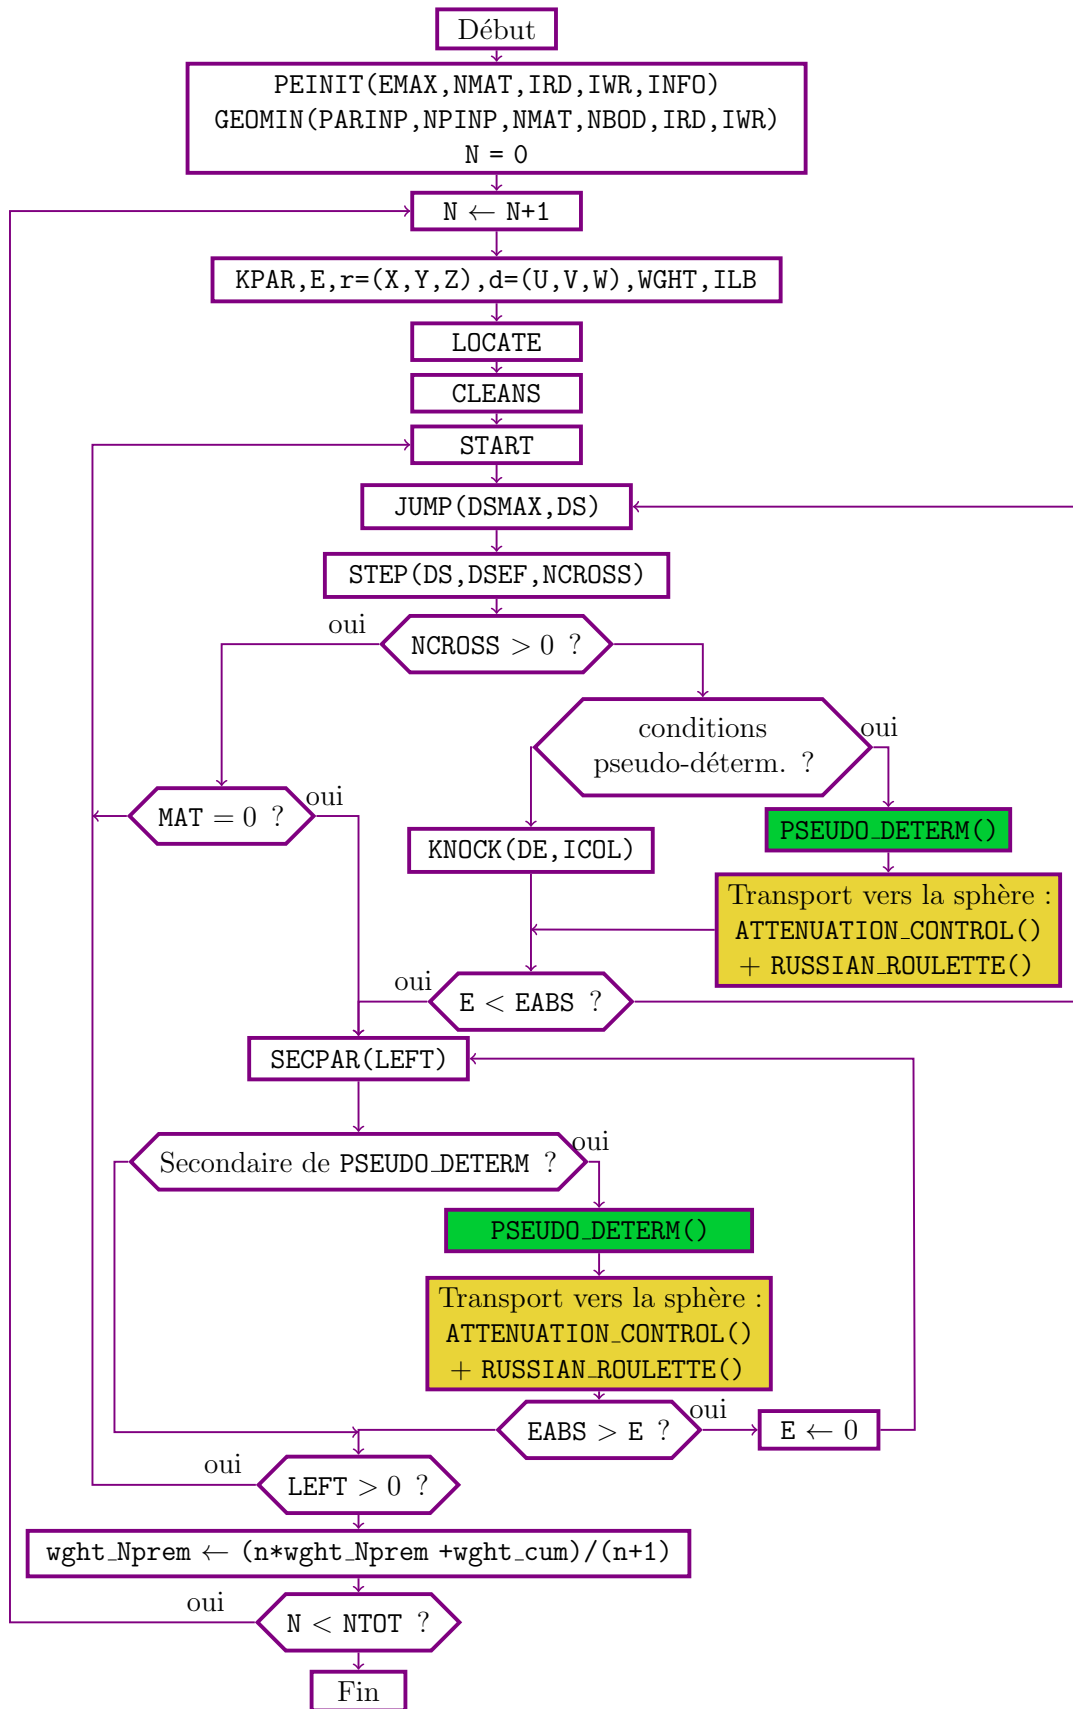 Début
PEINIT(EMAX,NMAT,IRD,IWR,INFO)
GEOMIN(PARINP,NPINP,NMAT,NBOD,IRD,IWR)
N = 0
N ← N+1
KPAR,E,r=(X,Y,Z),d=(U,V,W),WGHT,ILB
LOCATE
CLEANS
START
JUMP(DSMAX,DS)
STEP(DS,DSEF,NCROSS)
oui
NCROSS > 0 ?
conditions
pseudo-déterm. ?
oui
MAT = 0 ?
oui
PSEUDO_DETERM()
KNOCK(DE,ICOL)
Transport vers la sphère :
ATTENUATION_CONTROL()
+ RUSSIAN_ROULETTE()
oui
E < EABS ?
SECPAR(LEFT)
Secondaire de PSEUDO_DETERM ?
oui
PSEUDO_DETERM()
Transport vers la sphère :
ATTENUATION_CONTROL()
+ RUSSIAN_ROULETTE()
EABS > E ?
oui
E ← 0
oui
LEFT > 0 ?
wght_Nprem ← (n*wght_Nprem +wght_cum)/(n+1)
oui
N < NTOT ?
Fin